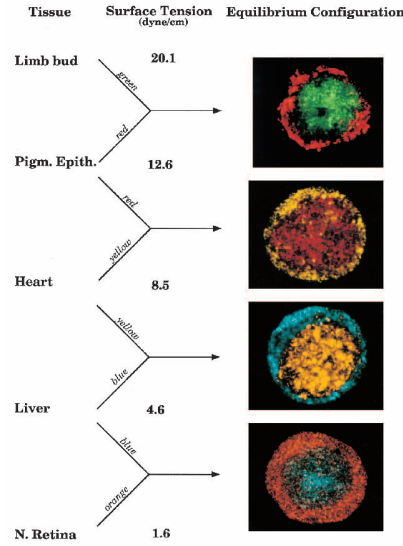 Tissue Surface Tension Equilibrium Configuration
(dyne/cm)
Limb bud 20.1
green
red
Pigm. Epith. 12.6
red
yellow
Heart 8.5
yellow
blue
Liver 4.6
blue
orange
N. Retina 1.6